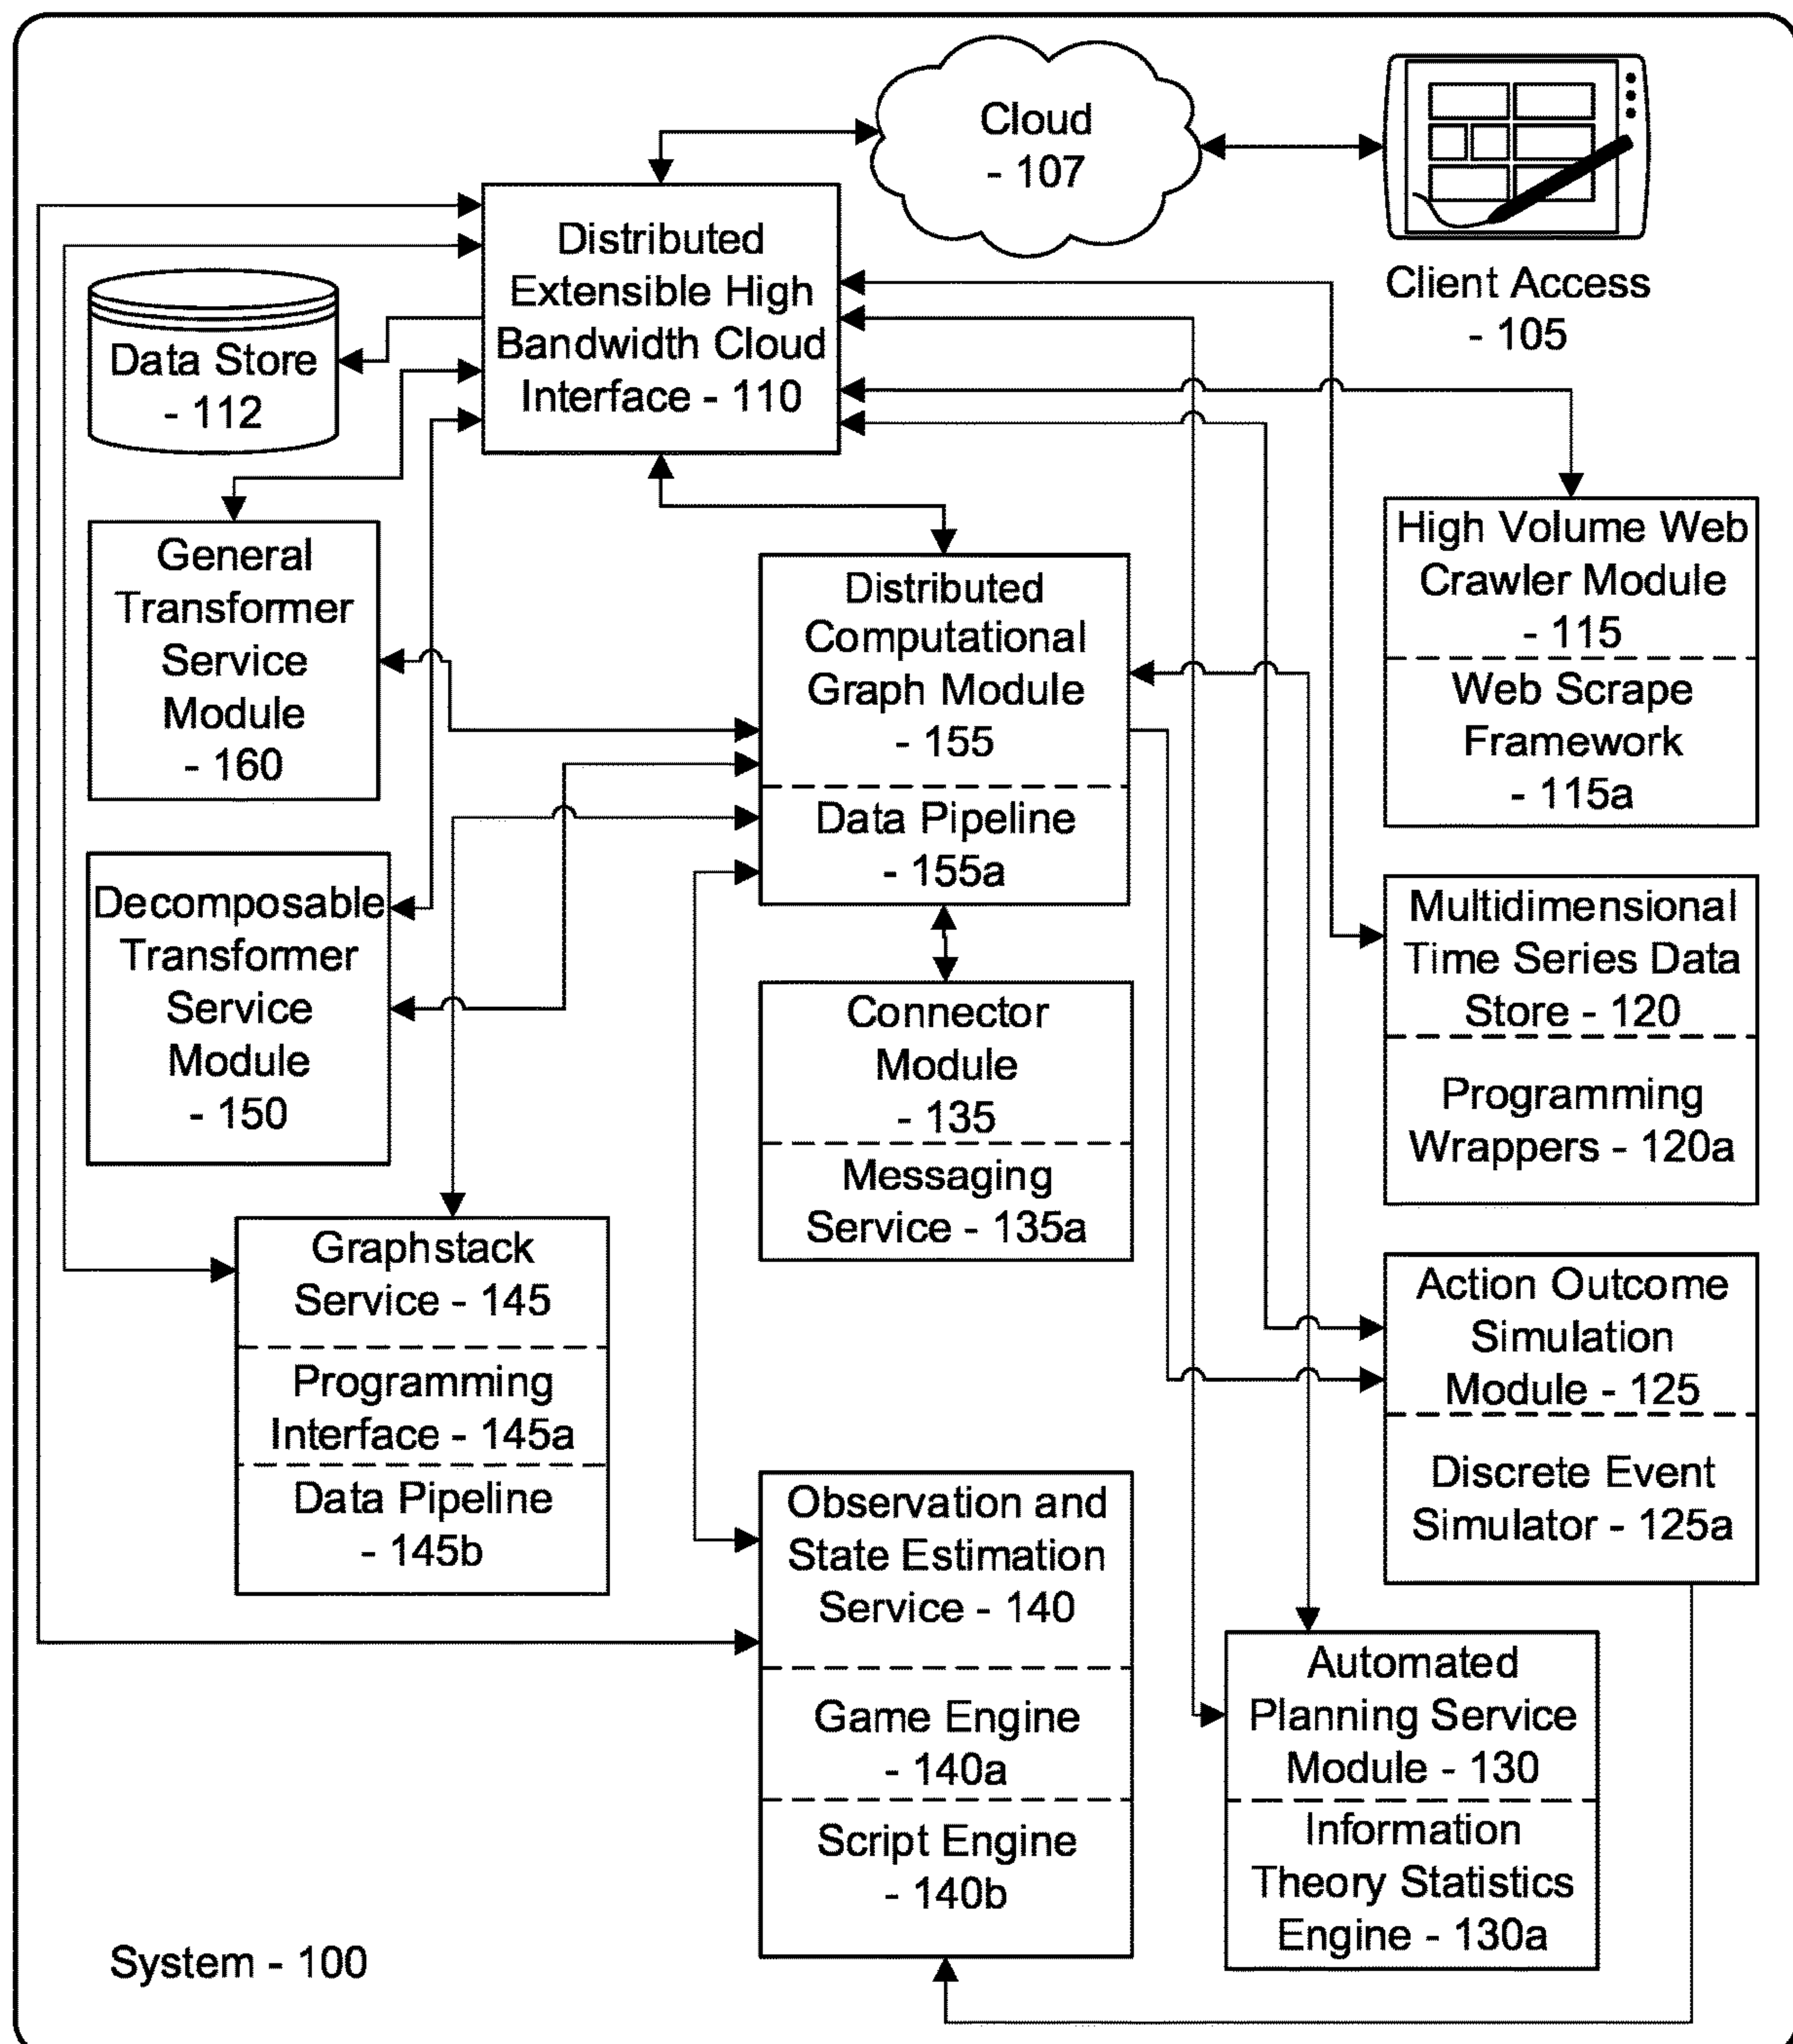 Cloud
- 107
Client Access
- 105
Distributed
Extensible High
Bandwidth Cloud
Interface - 110
Data Store
- 112
General
Transformer
Service
Module
- 160
Distributed
Computational
Graph Module
- 155
Data Pipeline
- 155a
High Volume Web
Crawler Module
- 115
Web Scrape
Framework
- 115a
Decomposable
Transformer
Service
Module
- 150
Connector
Module
- 135
Messaging
Service - 135a
Multidimensional
Time Series Data
Store - 120
Programming
Wrappers - 120a
Graphstack
Service - 145
Programming
Interface - 145a
Data Pipeline
- 145b
Action Outcome
Simulation
Module - 125
Discrete Event
Simulator - 125a
Observation and
State Estimation
Service - 140
Game Engine
- 140a
Script Engine
- 140b
Automated
Planning Service
Module - 130
Information
Theory Statistics
Engine - 130a
System - 100